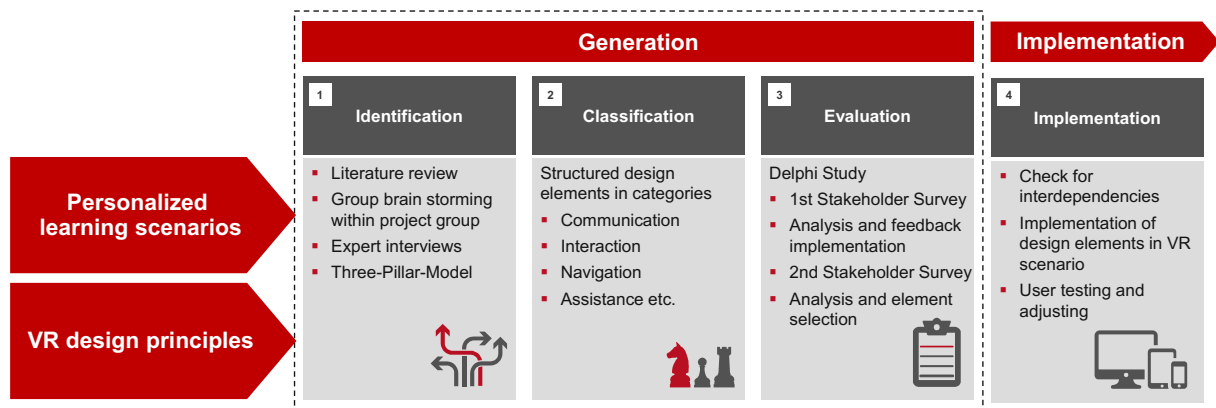 Generation
Implementation
Personalized
learning scenarios
VR design principles
1
Identification
▪ Literature review
▪ Group brain storming
within project group
▪ Expert interviews
▪ Three-Pillar-Model
2
Classification
Structured design
elements in categories
▪ Communication
▪ Interaction
▪ Navigation
▪ Assistance etc.
3
Evaluation
Delphi Study
▪ 1st Stakeholder Survey
▪ Analysis and feedback
implementation
▪ 2nd Stakeholder Survey
▪ Analysis and element
selection
4
Implementation
▪ Check for
interdependencies
▪ Implementation of
design elements in VR
scenario
▪ User testing and
adjusting